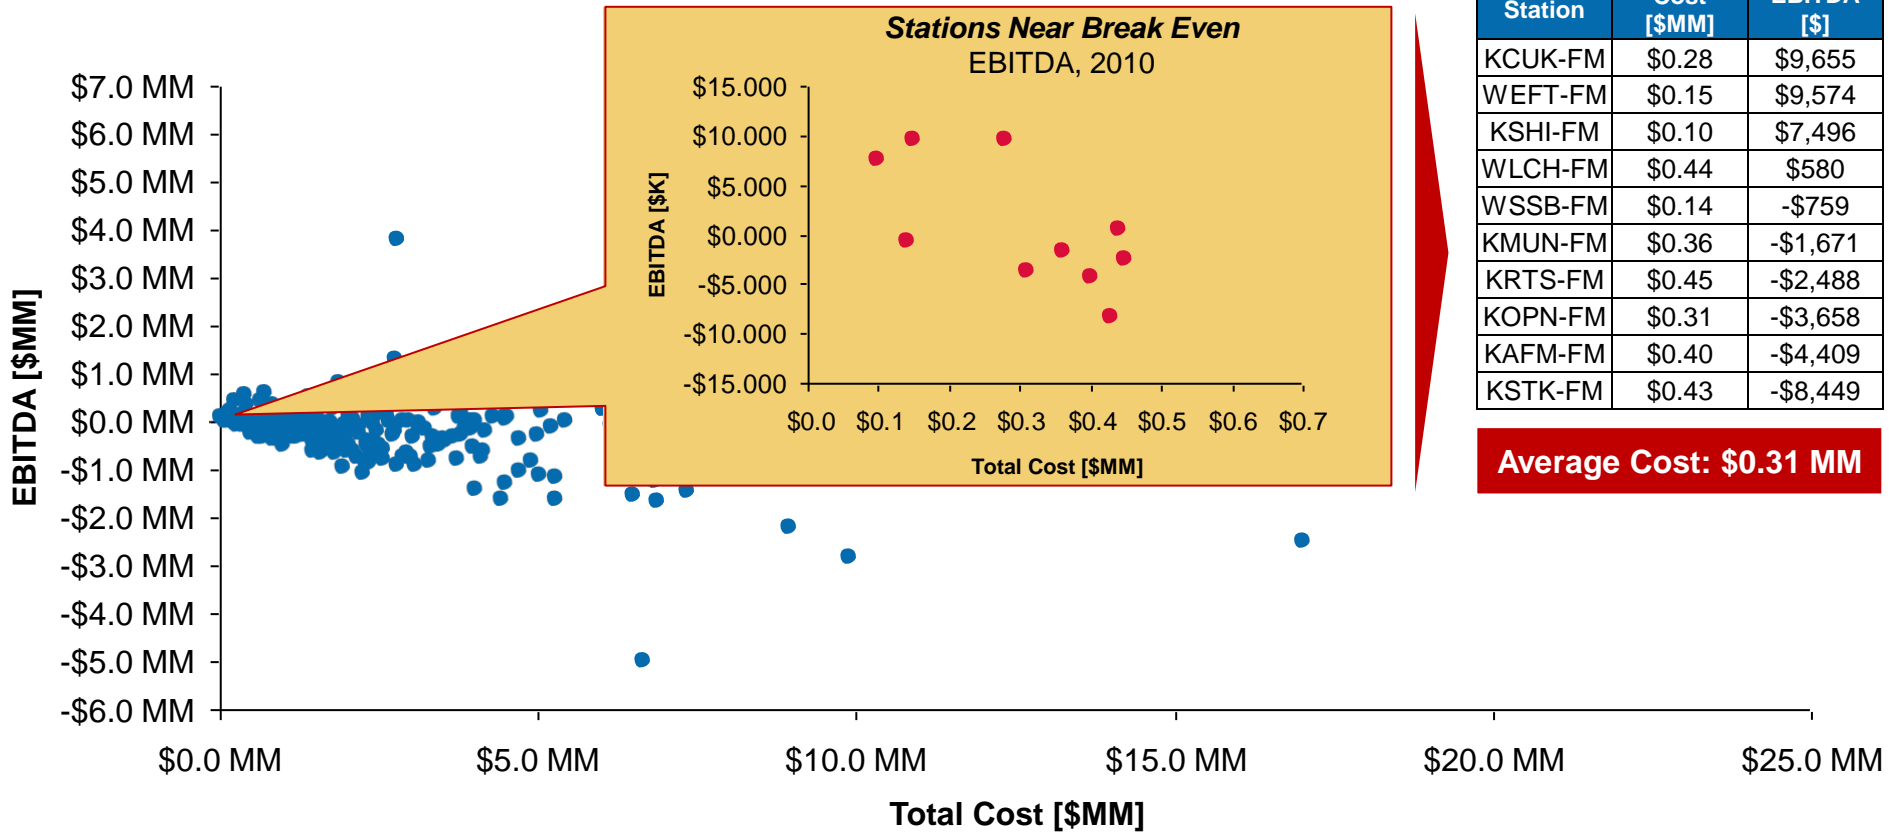 Stations Near Break Even
EBITDA, 2010
$15.000
$10.000
$5.000
$0.000
-$5.000
-$10.000
-$15.000
EBITDA [$K]
$0.0 $0.1 $0.2 $0.3 $0.4 $0.5 $0.6 $0.7
Total Cost [$MM]
$7.0 MM
$6.0 MM
$5.0 MM
$4.0 MM
$3.0 MM
$2.0 MM
$1.0 MM
$0.0 MM
-$1.0 MM
-$2.0 MM
-$3.0 MM
-$4.0 MM
-$5.0 MM
-$6.0 MM
EBITDA [$MM]
$0.0 MM $5.0 MM $10.0 MM $15.0 MM $20.0 MM $25.0 MM
Total Cost [$MM]
Station Cost [$MM] EBITDA [$]
KCUK-FM $0.28 $9,655
WEFT-FM $0.15 $9,574
KSHI-FM $0.10 $7,496
WLCH-FM $0.44 $580
WSSB-FM $0.14 -$759
KMUN-FM $0.36 -$1,671
KRTS-FM $0.45 -$2,488
KOPN-FM $0.31 -$3,658
KAFM-FM $0.40 -$4,409
KSTK-FM $0.43 -$8,449
Average Cost: $0.31 MM